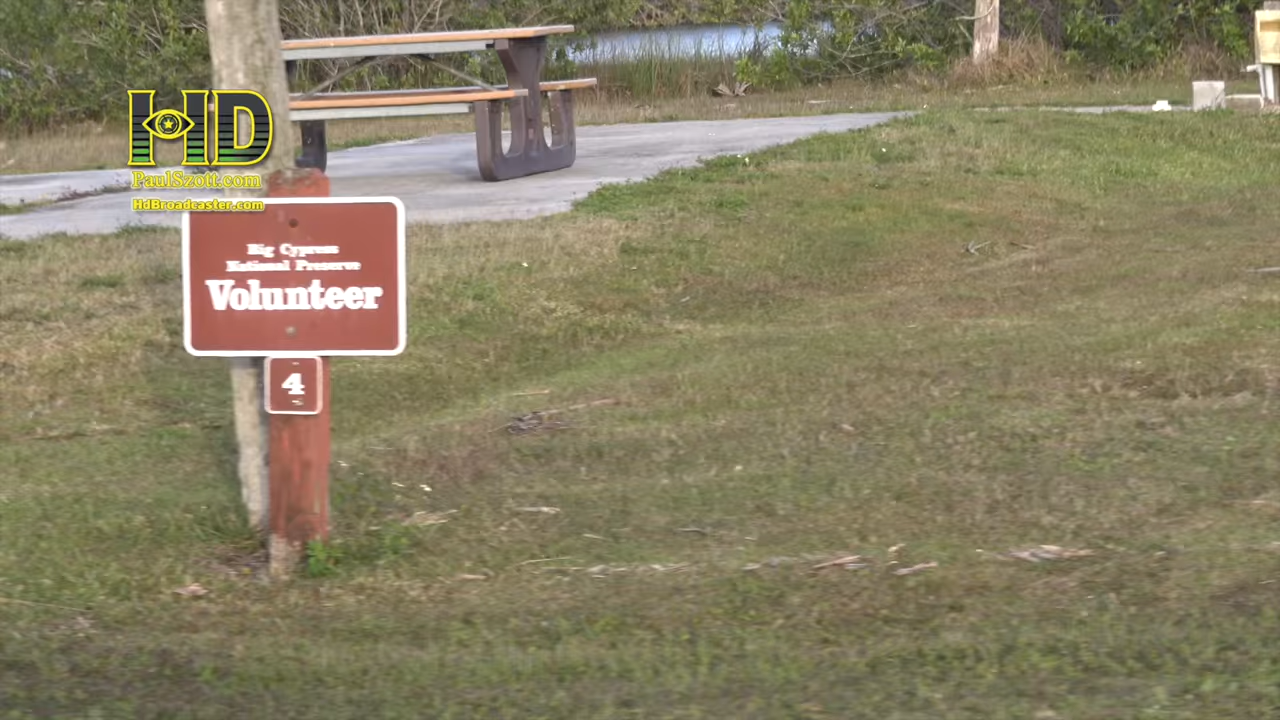 HD
PaulSzott.com
HdBroadcaster.com
Big Cypress
National Preserve
Volunteer
4